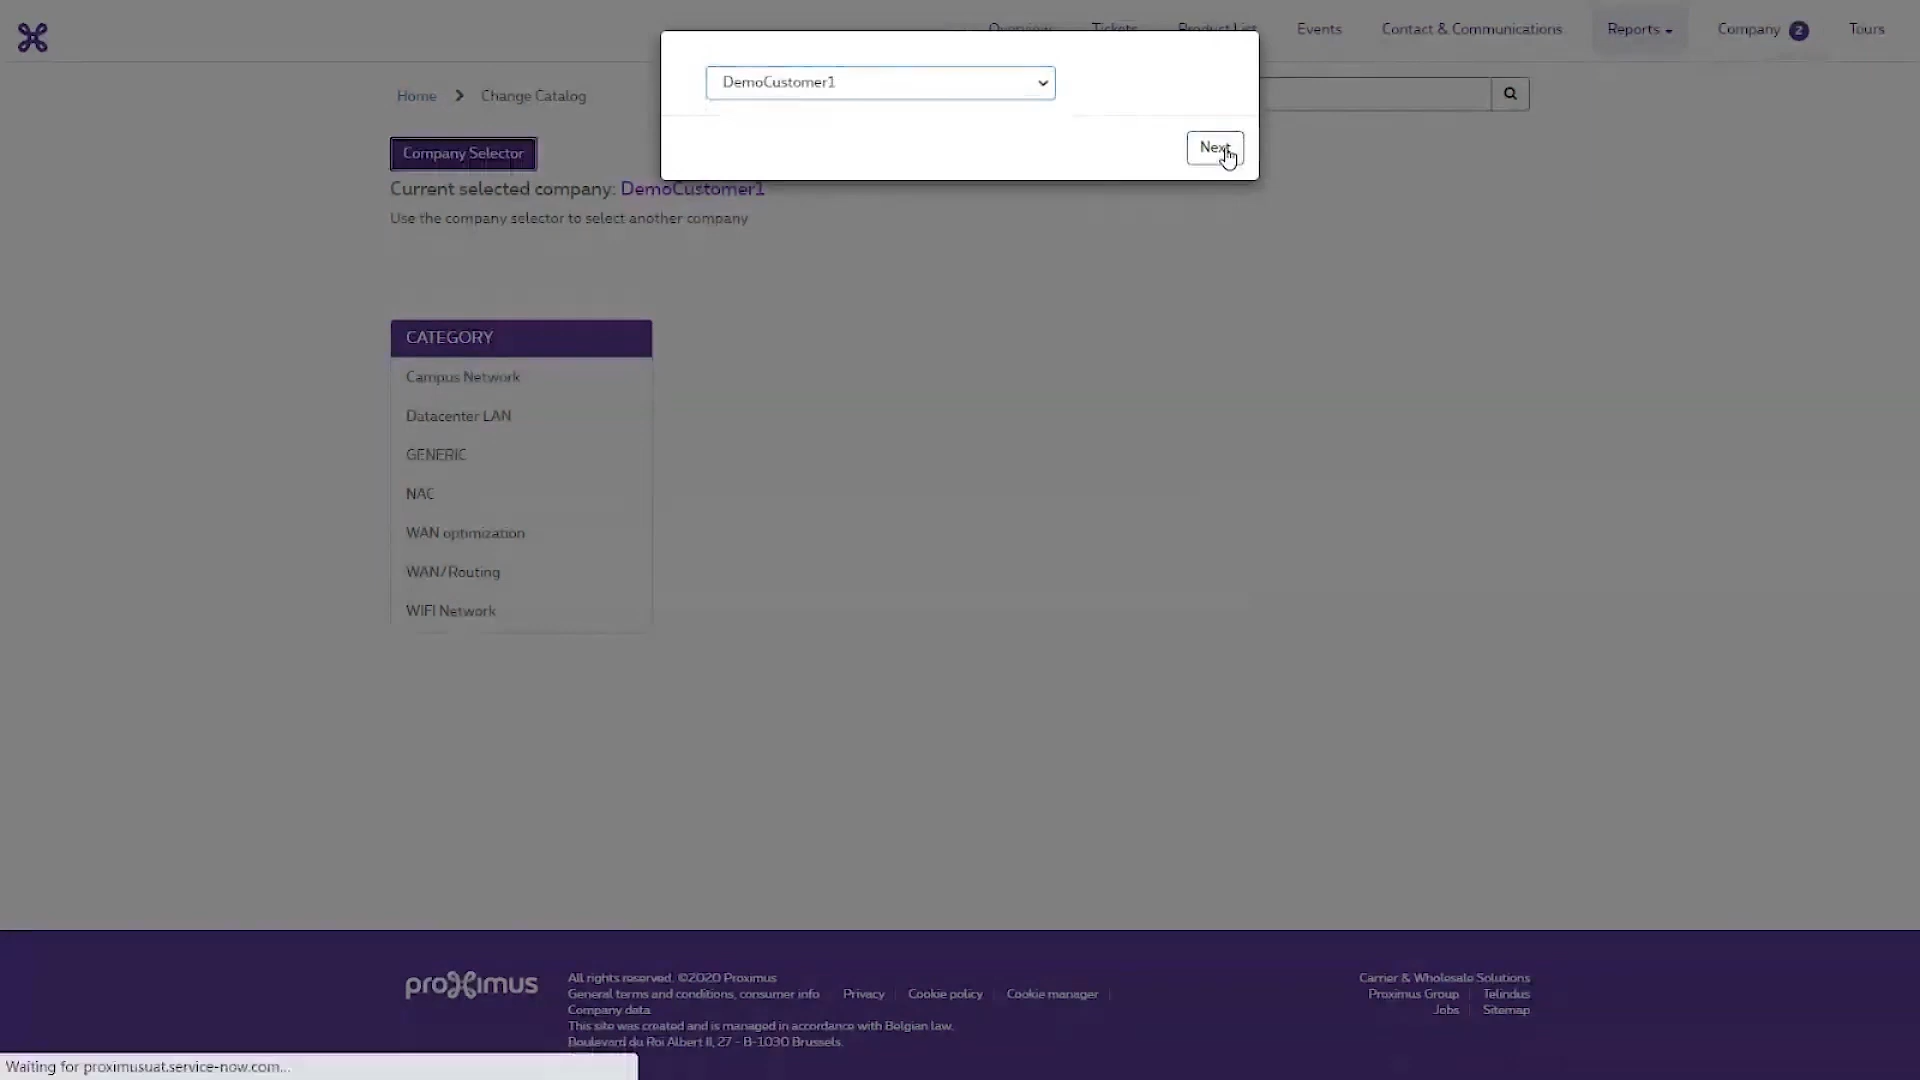 Overview Tickets Product List Events Contact & Communications Reports Company 2 Tours
DemoCustomer1
Home Change Catalog
Next
Company Selector
Current selected company: DemoCustomer1
Use the company selector to select another company
CATEGORY
Campus Network
Datacenter LAN
GENERIC
NAC
WAN optimization
WAN/Routing
WIFI Network
proximus
All rights reserved. ©2020 Proximus
General terms and conditions, consumer info | Privacy | Cookie policy | Cookie manager |
Company data
This site was created and is managed in accordance with Belgian law.
Boulevard du Roi Albert II, 27 - B-1030 Brussels.
Carrier & Wholesale Solutions
Proximus Group | Telindus
Jobs | Sitemap
Waiting for proximusuat.service-now.com...